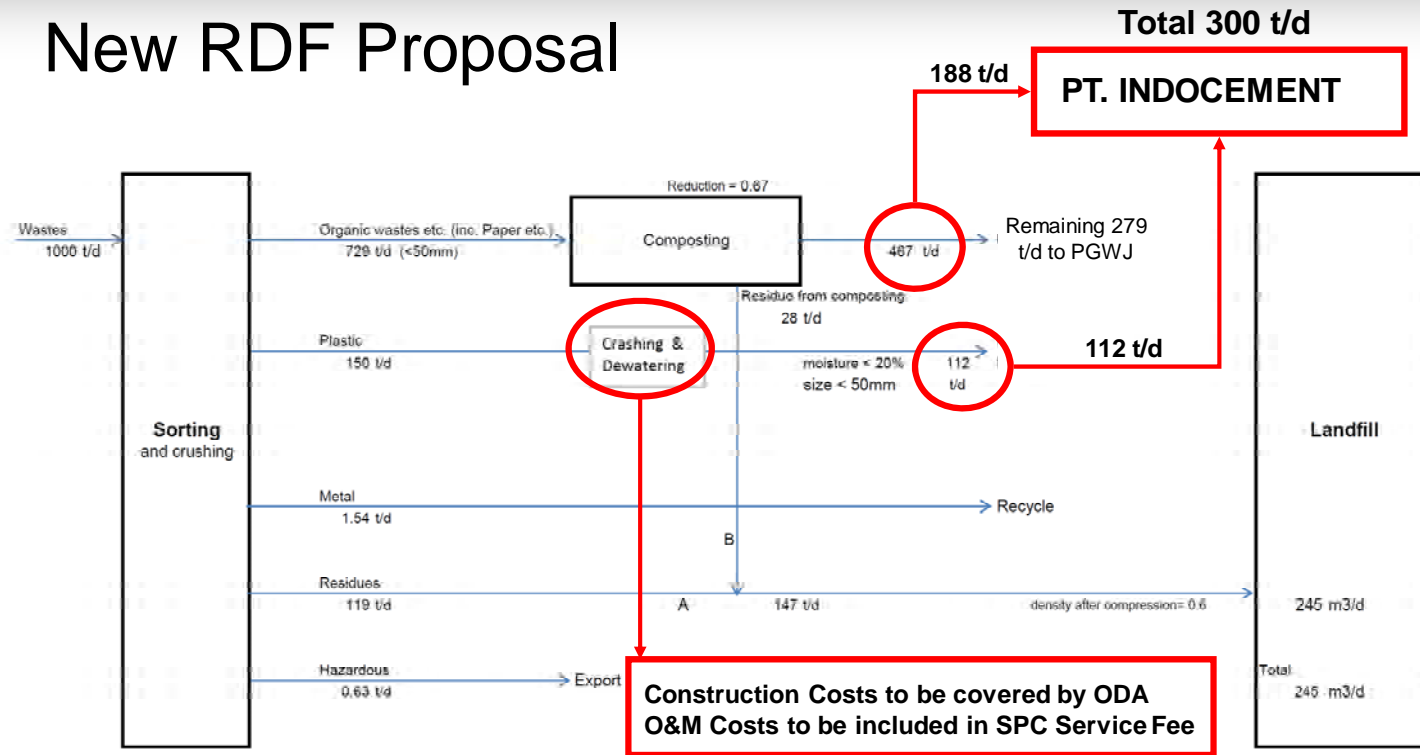 New RDF Proposal
Total 300 t/d
188 t/d
PT. INDOCEMENT
Reduction = 0.67
Wastes
1000 t/d
Organic wastes etc. (inc. Paper etc.)
729 t/d (<50mm)
Composting
467 t/d
Remaining 279
t/d to PGWJ
Residue from composting
28 t/d
Plastic
150 t/d
Crashing &
Dewatering
moisture < 20%
size < 50mm
112
t/d
112 t/d
Sorting
and crushing
Landfill
Metal
1.54 t/d
Recycle
B
Residues
119 t/d
A
147 t/d
density after compression= 0.6
245 m3/d
Hazardous
0.63 t/d
Export
Total
245 m3/d
Construction Costs to be covered by ODA
O&M Costs to be included in SPC Service Fee